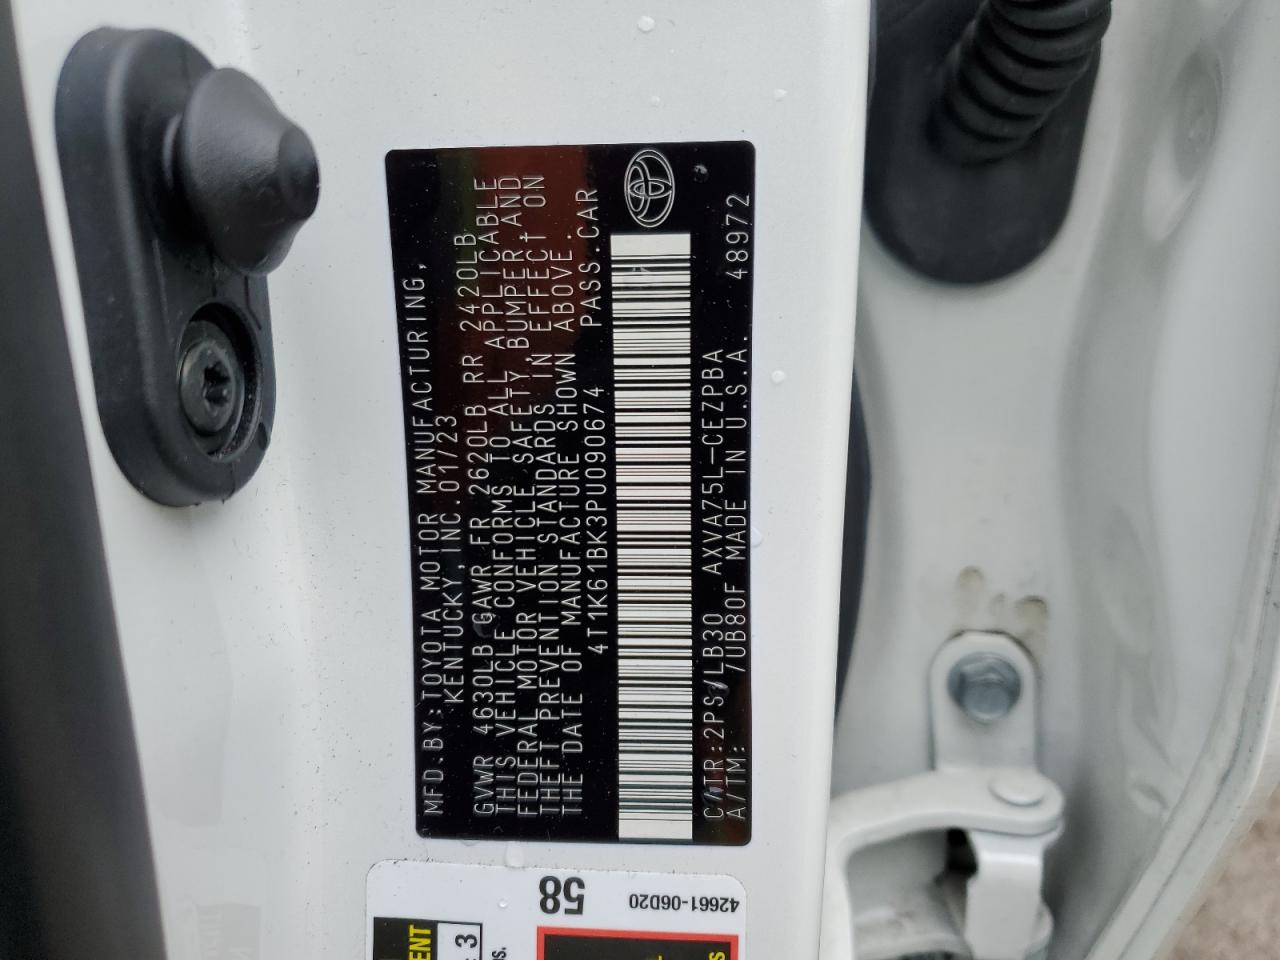 MFD.BY:TOYOTA MOTOR MANUFACTURING,
KENTUCKY,INC.01/23
GVWR 4630LB GAWR FR 2620LB RR 2420LB
THIS VEHICLE CONFORMS TO ALL APPLICABLE
FEDERAL MOTOR VEHICLE SAFETY,BUMPER,AND
THEFT PREVENTION STANDARDS IN EFFECT ON
THE DATE OF MANUFACTURE SHOWN ABOVE.
4T1K61BK3PU090674 PASS.CAR
C/TR:2PS/LB30 AXVA75L-CEZPBA
A/TM: /UB80F MADE IN U.S.A. 48972
58
42661-06D20
3